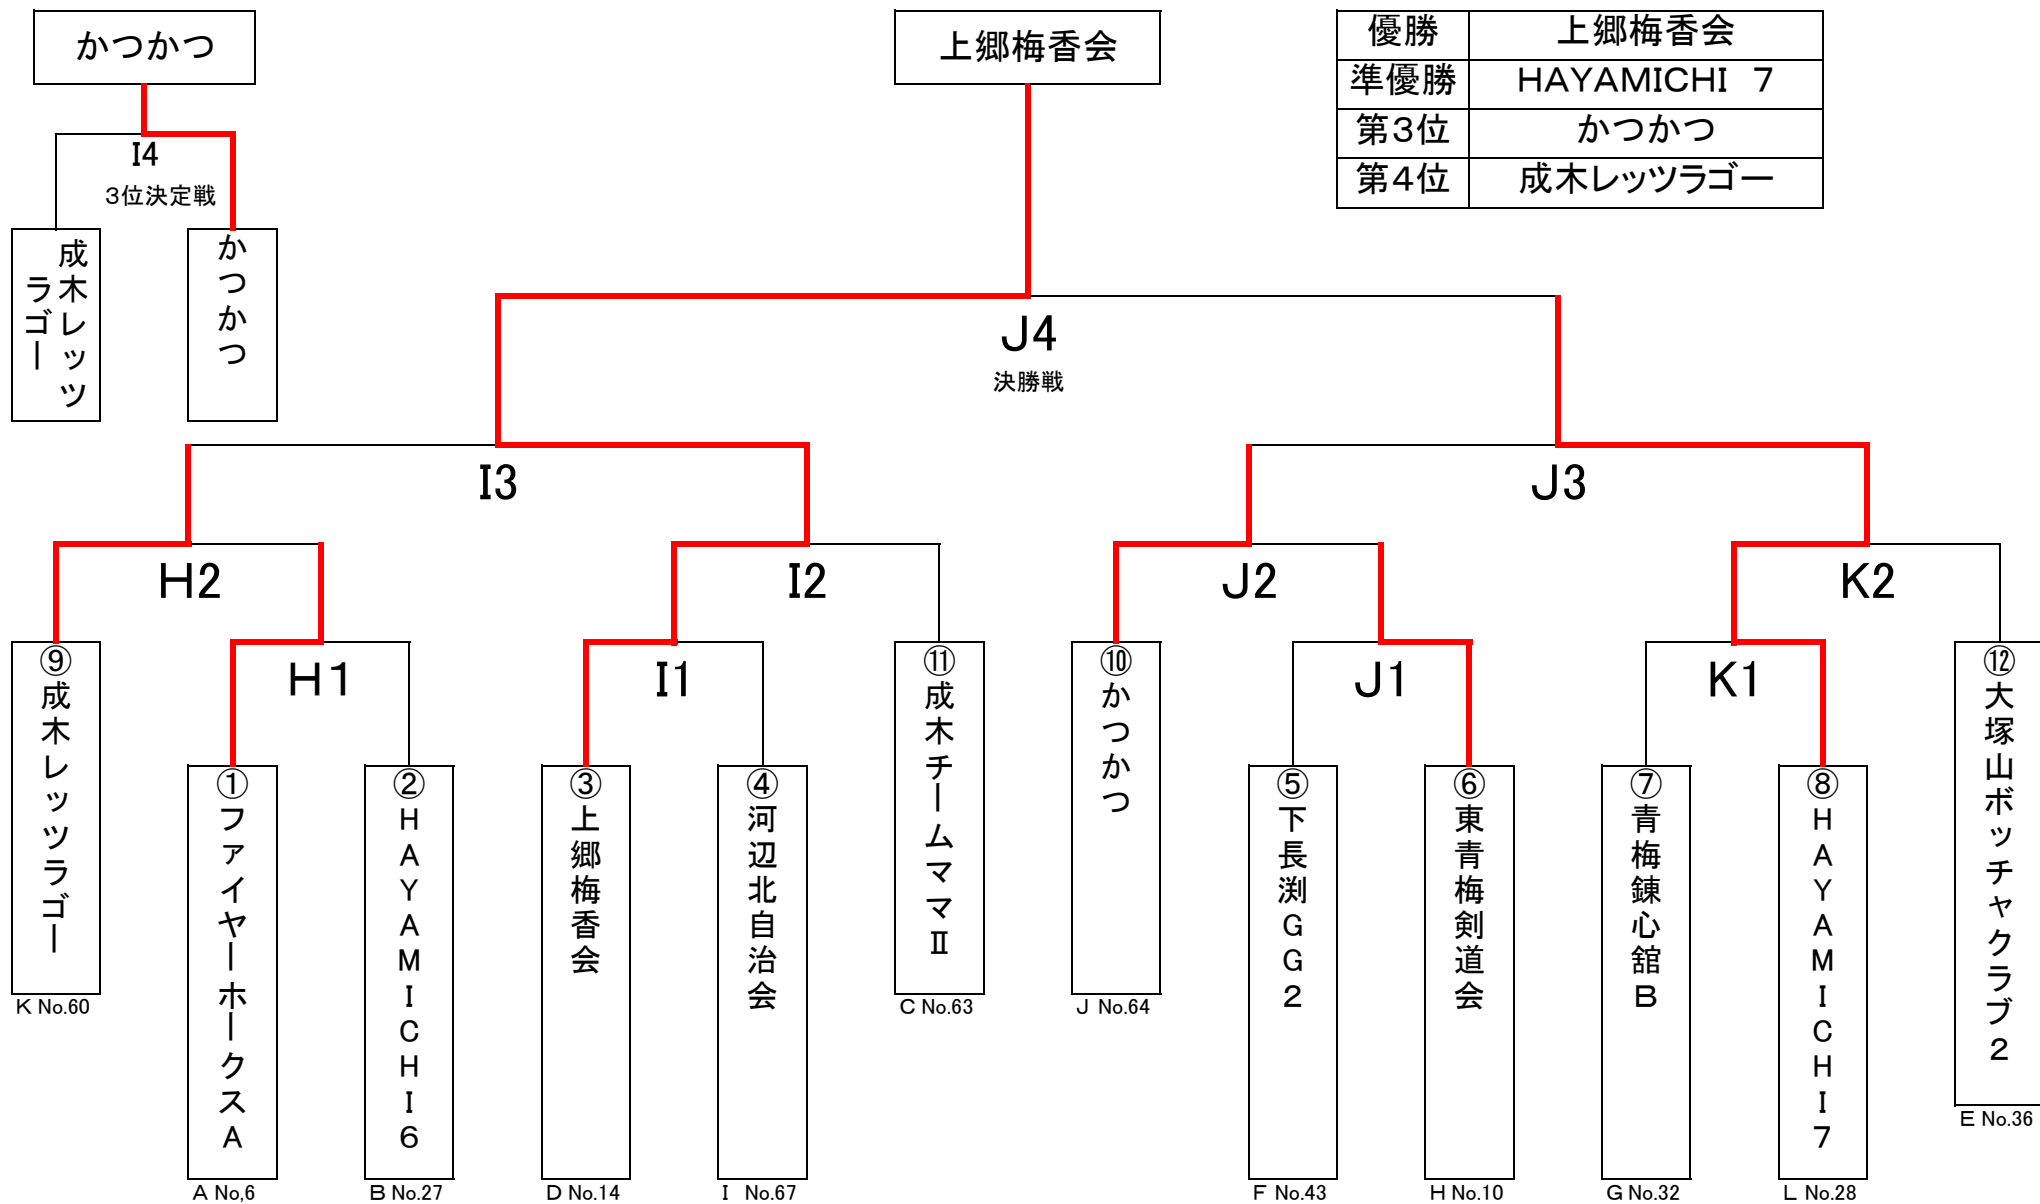 かつかつ
上郷梅香会
優勝 上郷梅香会
準優勝 HAYAMICHI 7
第3位 かつかつ
第4位 成木レッツラゴー
I4
3位決定戦
成木レッツ
ラゴー
かつかつ
J4
決勝戦
I3
J3
H2
I2
J2
K2
H1
I1
J1
K1
⑨成木レッツラゴー
①ファイヤーホークスA
②HAYAMICHI6
③上郷梅香会
④河辺北自治会
⑪成木チームママⅡ
⑩かつかつ
⑤下長渕GG2
⑥東青梅剣道会
⑦青梅錬心舘B
⑧HAYAMICHI7
⑫大塚山ボッチャクラブ2
K No.60
C No.63
J No.64
E No.36
A No,6
B No.27
D No.14
I No.67
F No.43
H No.10
G No.32
L No.28